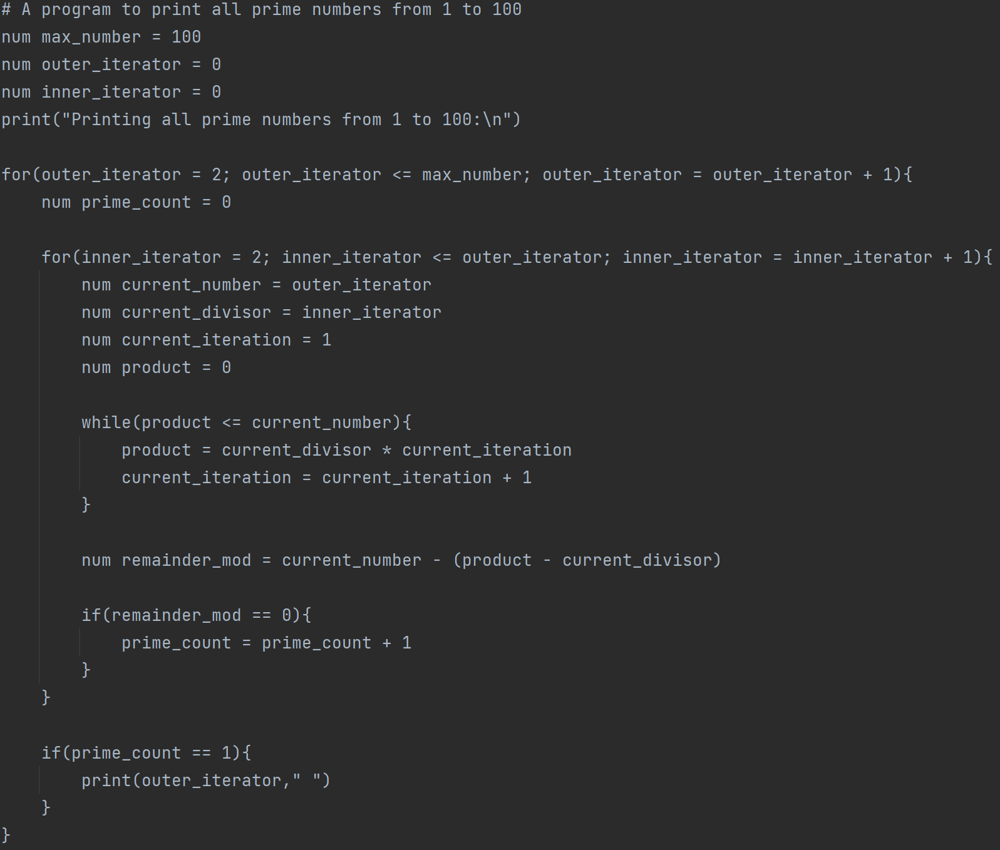 # A program to print all prime numbers from 1 to 100
num max_number = 100
num outer_iterator = 0
num inner_iterator = 0
print("Printing all prime numbers from 1 to 100:\n")

for(outer_iterator = 2; outer_iterator <= max_number; outer_iterator = outer_iterator + 1){
    num prime_count = 0

    for(inner_iterator = 2; inner_iterator <= outer_iterator; inner_iterator = inner_iterator + 1){
        num current_number = outer_iterator
        num current_divisor = inner_iterator
        num current_iteration = 1
        num product = 0

        while(product <= current_number){
            product = current_divisor * current_iteration
            current_iteration = current_iteration + 1
        }

        num remainder_mod = current_number - (product - current_divisor)

        if(remainder_mod == 0){
            prime_count = prime_count + 1
        }
    }

    if(prime_count == 1){
        print(outer_iterator," ")
    }
}